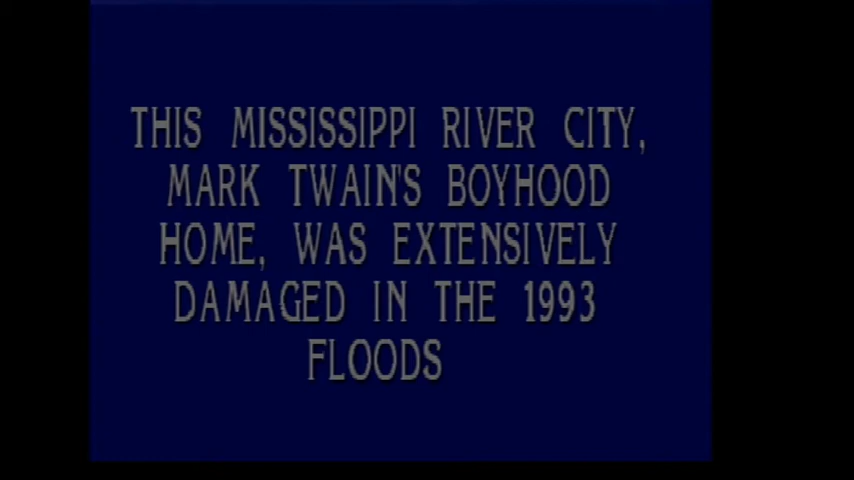 THIS MISSISSIPPI RIVER CITY,
MARK TWAIN'S BOYHOOD
HOME, WAS EXTENSIVELY
DAMAGED IN THE 1993
FLOODS